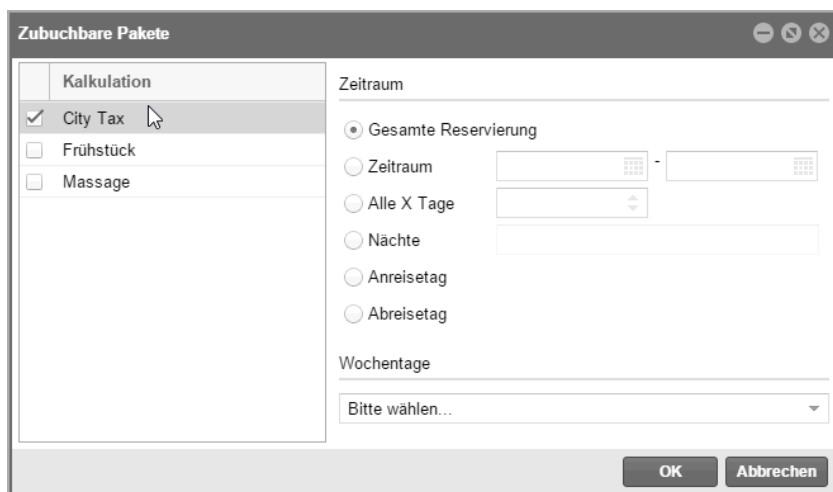 Zubuchbare Pakete
Kalkulation
City Tax
Frühstück
Massage
Zeitraum
Gesamte Reservierung
Zeitraum -
Alle X Tage
Nächte
Anreisetag
Abreisetag
Wochentage
Bitte wählen...
OK Abbrechen